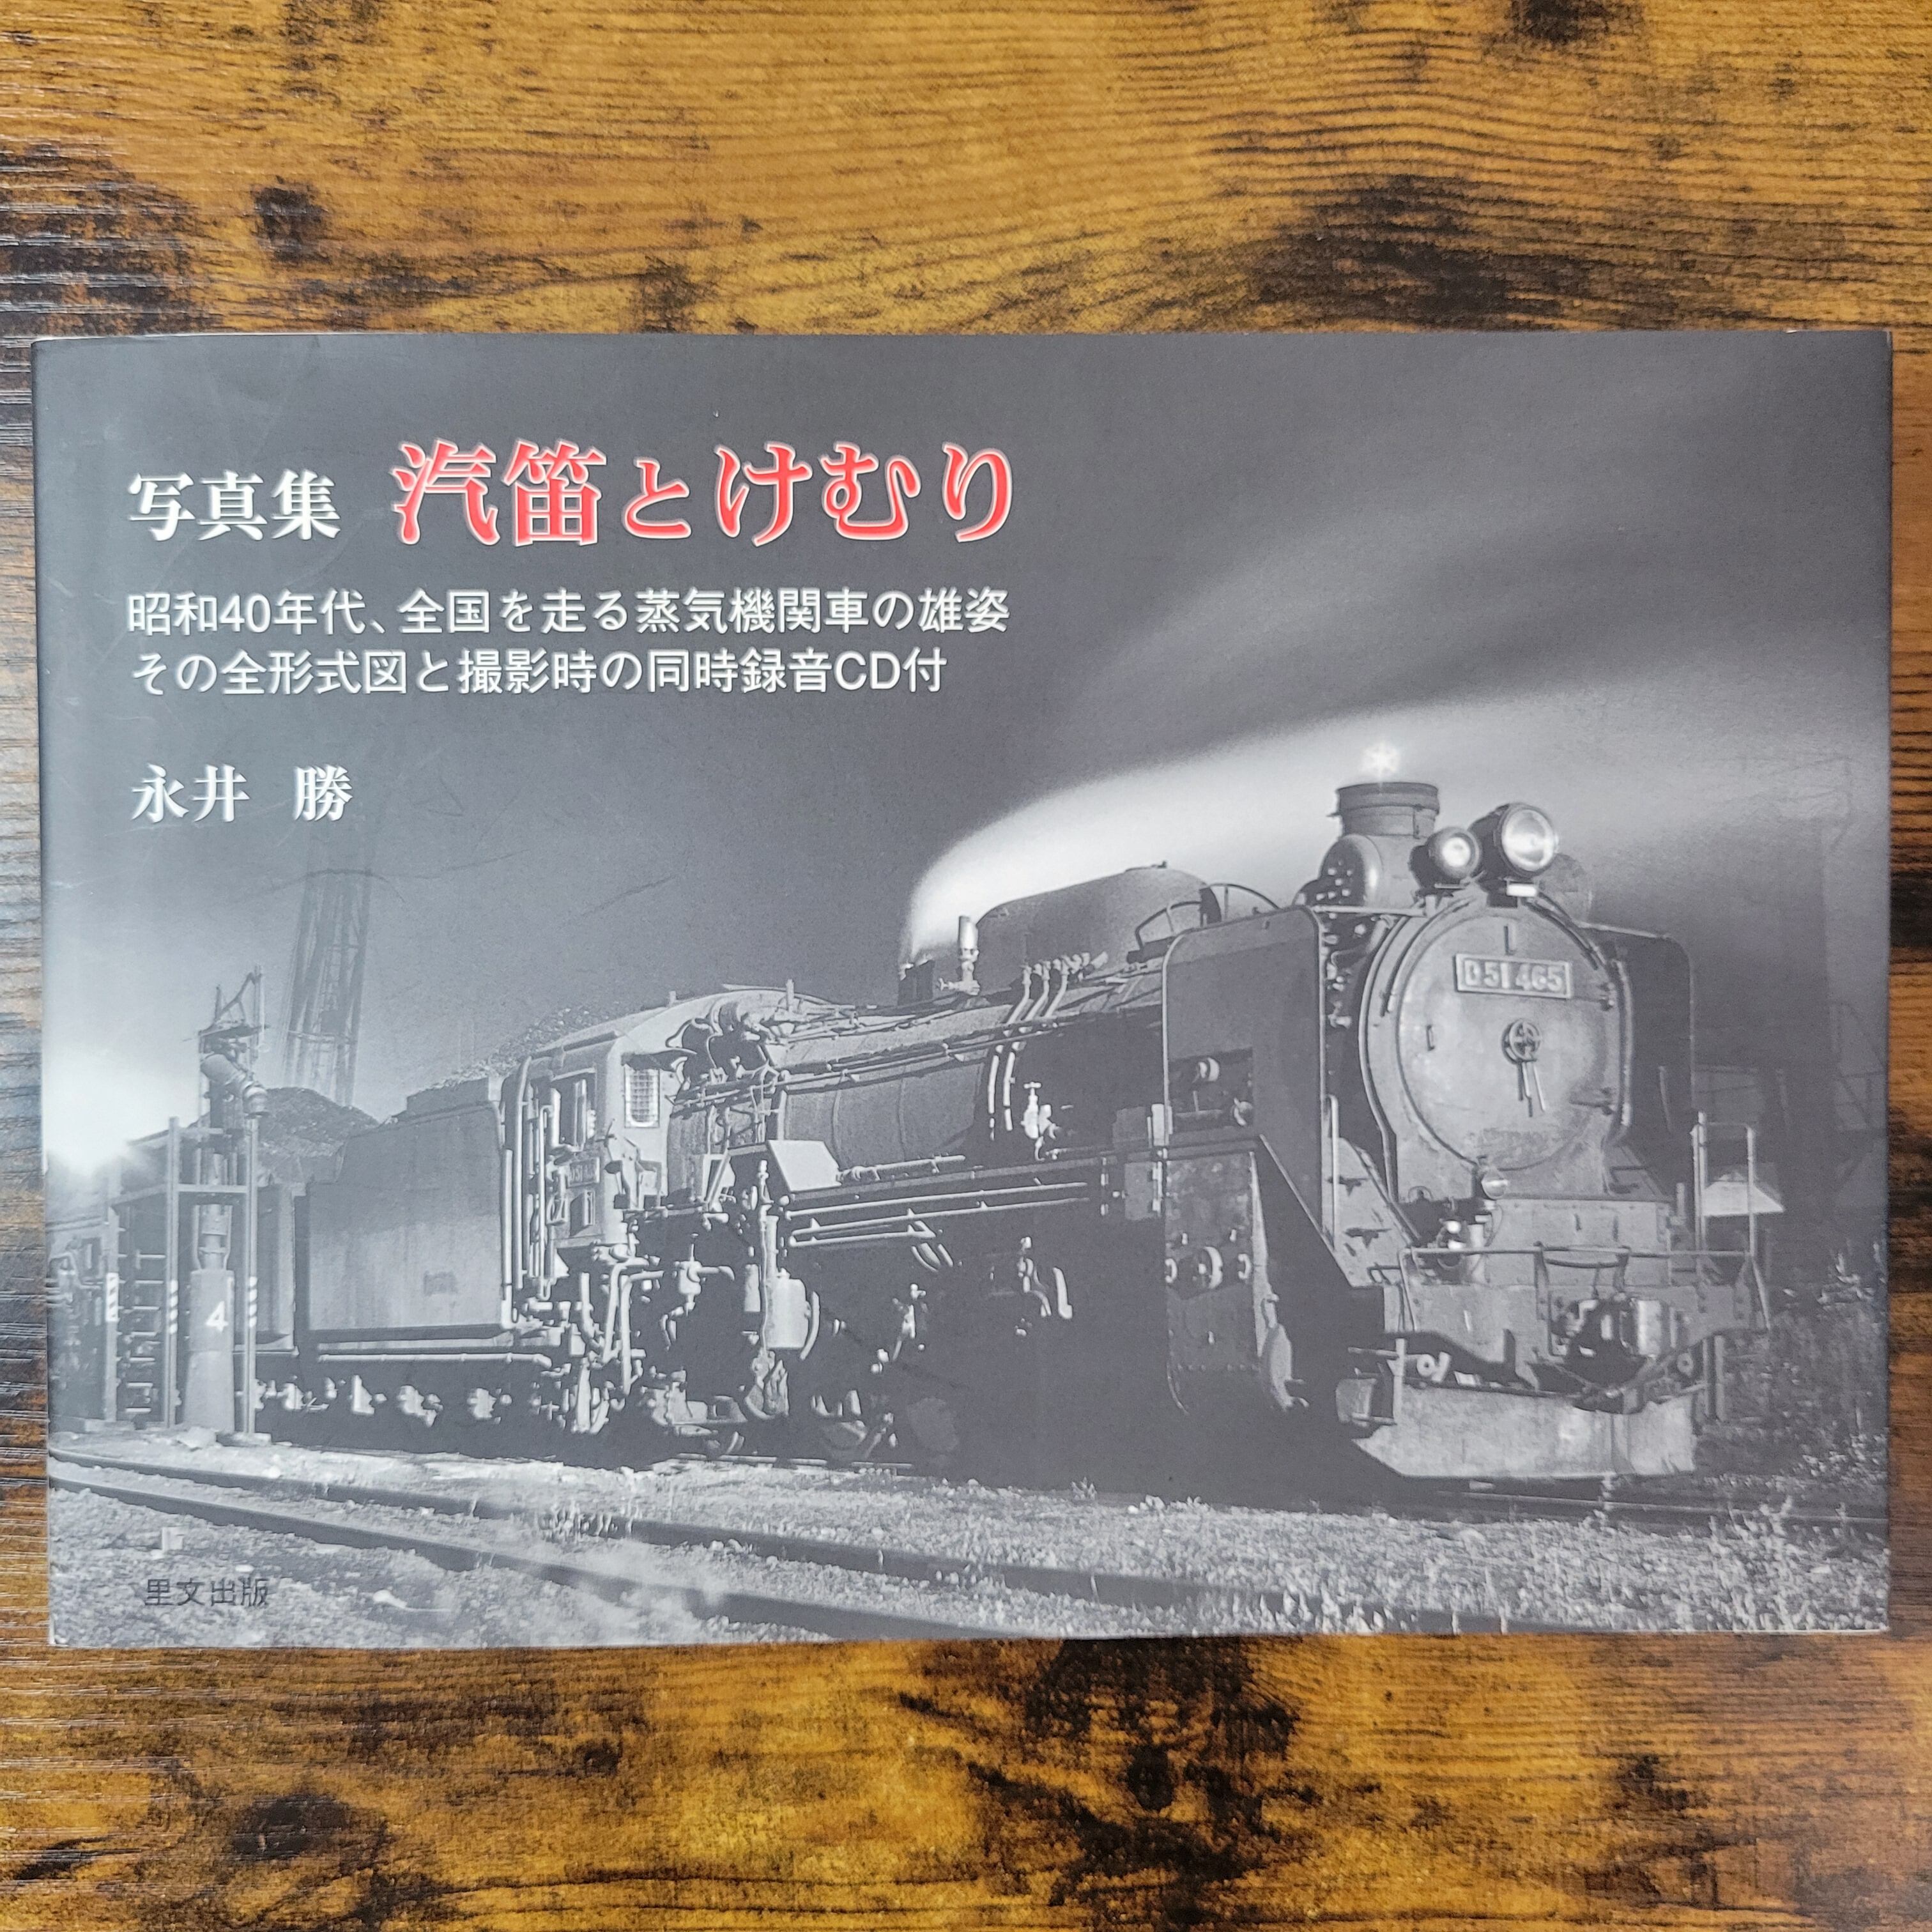 写真集 汽笛とけむり
昭和40年代、全国を走る蒸気機関車の雄姿
その全形式図と撮影時の同時録音CD付
永井 勝
D51 465
4
里文出版